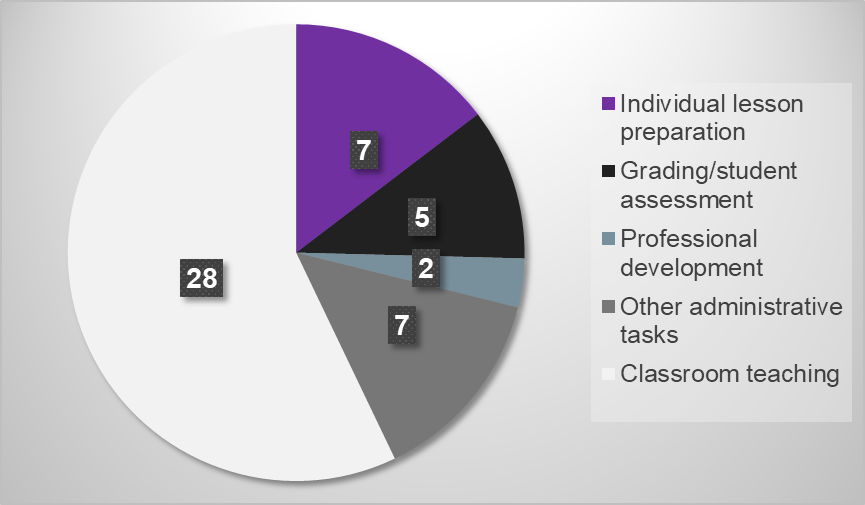 7
5
2
7
28
Individual lesson
preparation
Grading/student
assessment
Professional
development
Other administrative
tasks
Classroom teaching